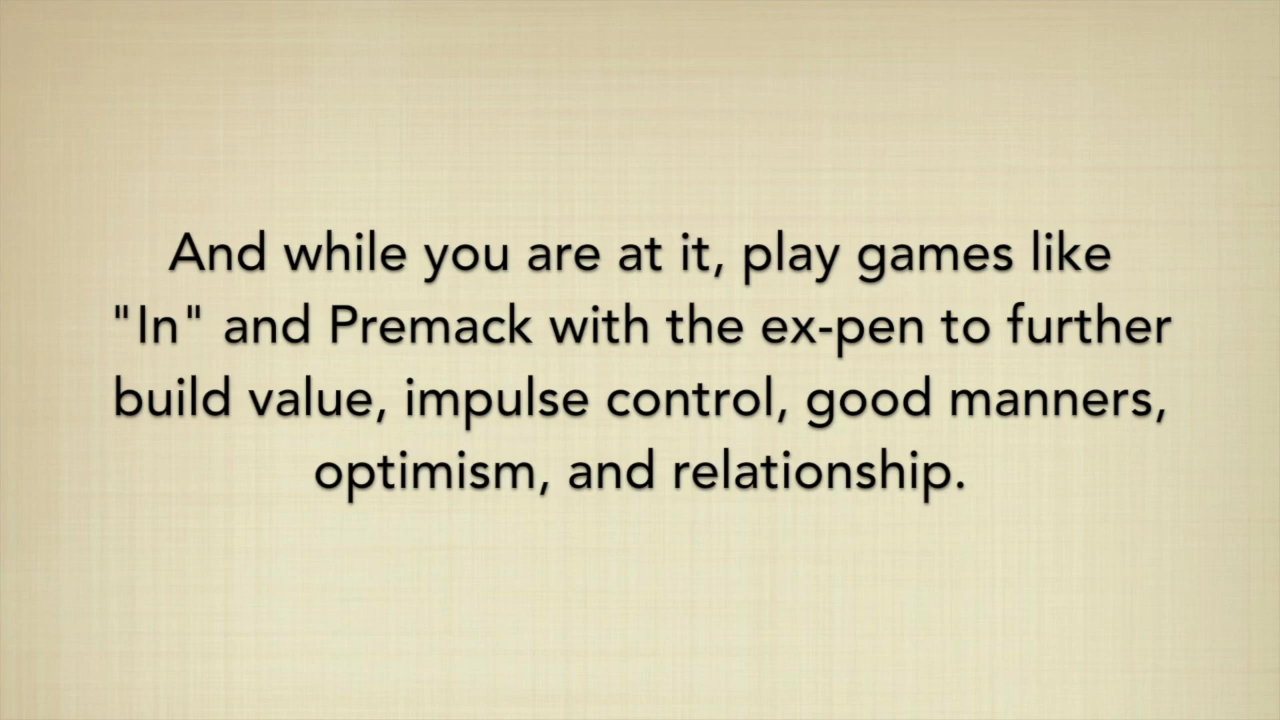 And while you are at it, play games like
"In" and Premack with the ex-pen to further
build value, impulse control, good manners,
optimism, and relationship.